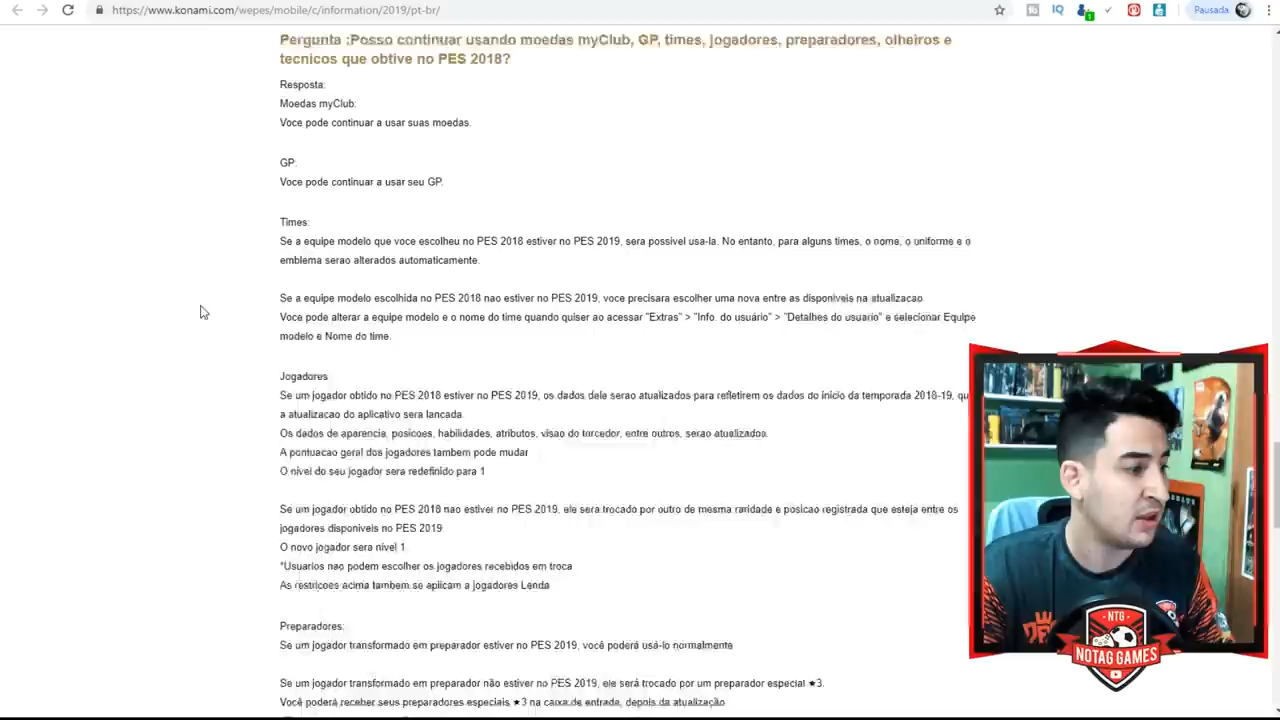 https://www.konami.com/wepes/mobile/c/information/2019/pt-br/
IQ
1
Pausada
Pergunta :Posso continuar usando moedas myClub, GP, times, jogadores, preparadores, olheiros e
tecnicos que obtive no PES 2018?
Resposta:
Moedas myClub:
Voce pode continuar a usar suas moedas.
GP:
Voce pode continuar a usar seu GP.
Times:
Se a equipe modelo que voce escolheu no PES 2018 estiver no PES 2019, sera possivel usa-la. No entanto, para alguns times, o nome, o uniforme e o
emblema serao alterados automaticamente.
Se a equipe modelo escolhida no PES 2018 nao estiver no PES 2019, voce precisara escolher uma nova entre as disponiveis na atualizacao
Voce pode alterar a equipe modelo e o nome do time quando quiser ao acessar "Extras" > "Info. do usuário" > "Detalhes do usuario" e selecionar Equipe
modelo e Nome do time.
Jogadores
Se um jogador obtido no PES 2018 estiver no PES 2019, os dados dele serao atualizados para refletirem os dados do inicio da temporada 2018-19, qu
a atualizacao do aplicativo sera lancada.
Os dados de aparencia, posicoes, habilidades, atributos, visao do torcedor, entre outros, serao atualizados.
A pontuacao geral dos jogadores tambem pode mudar
O nivel do seu jogador sera redefinido para 1
Se um jogador obtido no PES 2018 nao estiver no PES 2019, ele sera trocado por outro de mesma raridade e posicao registrada que esteja entre os
jogadores disponiveis no PES 2019
O novo jogador sera nivel 1
*Usuarios nao podem escolher os jogadores recebidos em troca
As restricoes acima tambem se aplicam a jogadores Lenda
Preparadores:
Se um jogador transformado em preparador estiver no PES 2019, você poderá usá-lo normalmente
Se um jogador transformado em preparador não estiver no PES 2019, ele será trocado por um preparador especial ★3.
Você poderá receber seus preparadores especiais ★3 na caixa de entrada, depois da atualização
NTG
NOTAG GAMES